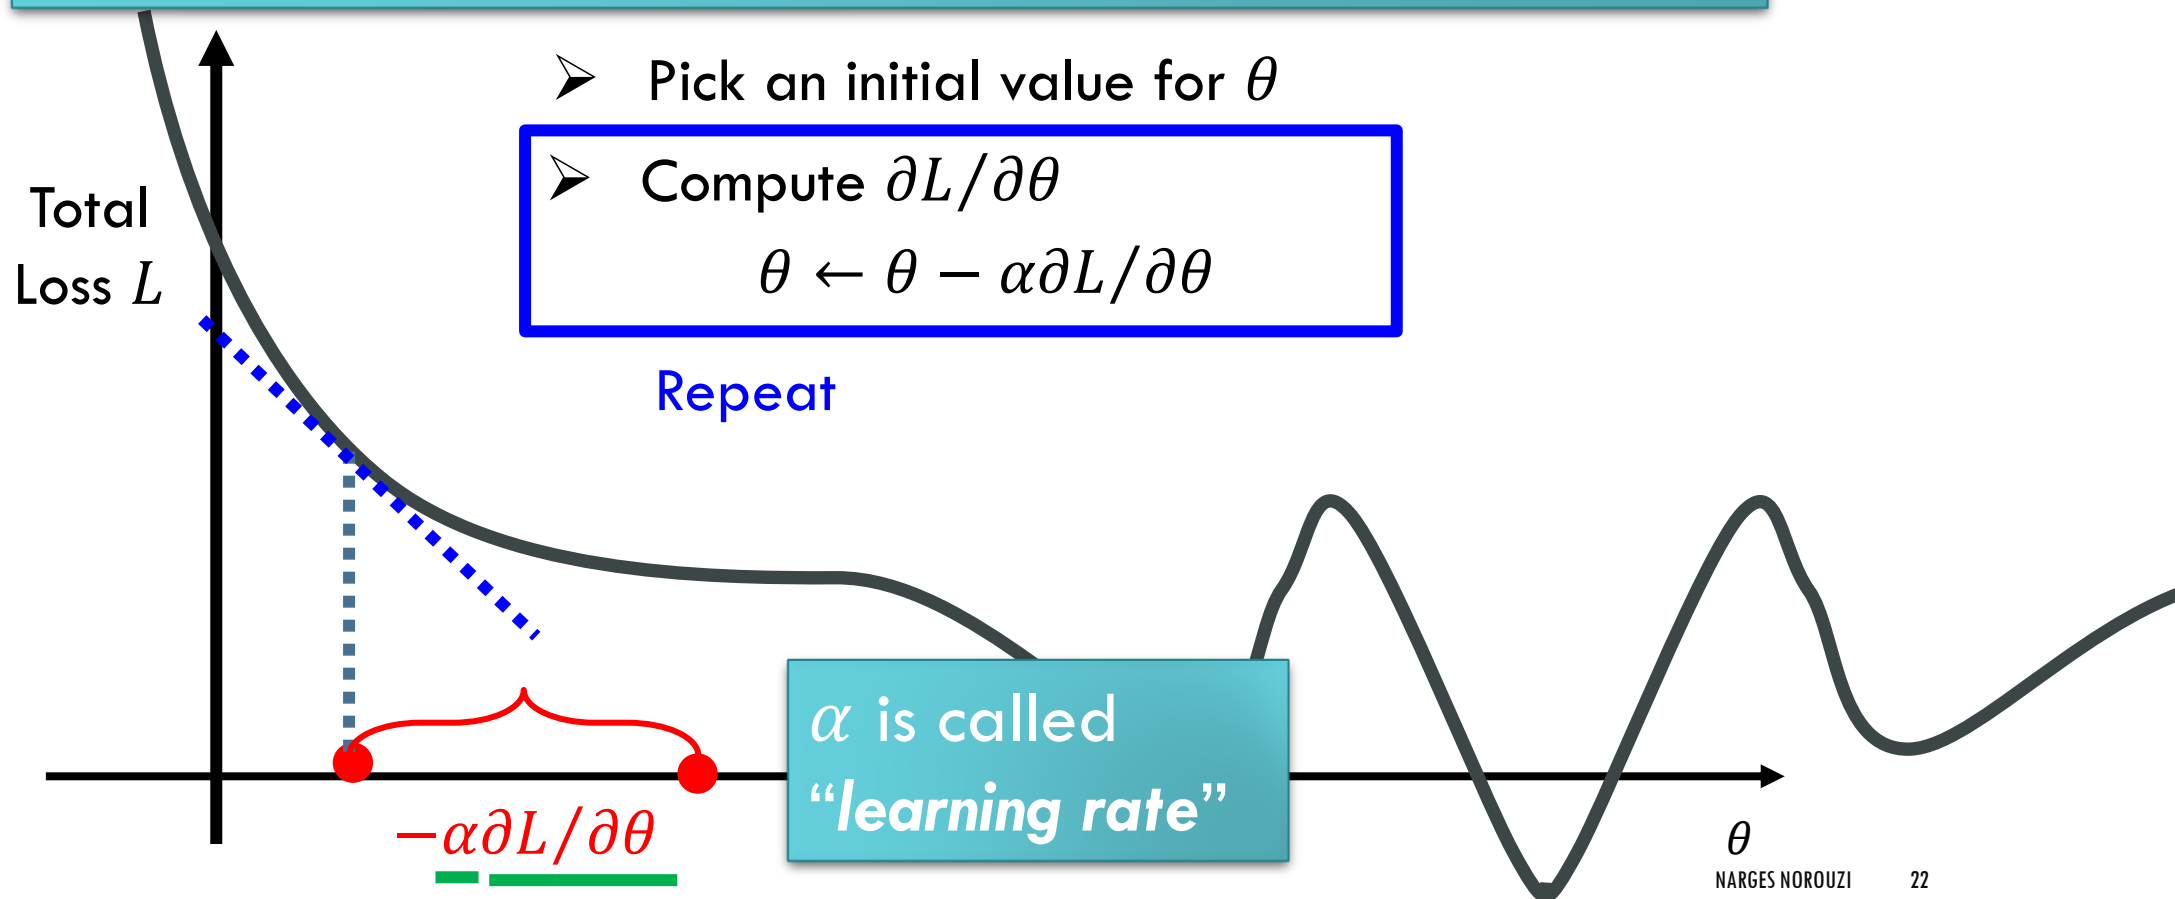 ➢ Pick an initial value for θ
➢ Compute ∂L/∂θ
θ ← θ − α∂L/∂θ
Repeat
Total
Loss L
α is called
“learning rate”
−α∂L/∂θ
θ
NARGES NOROUZI 22